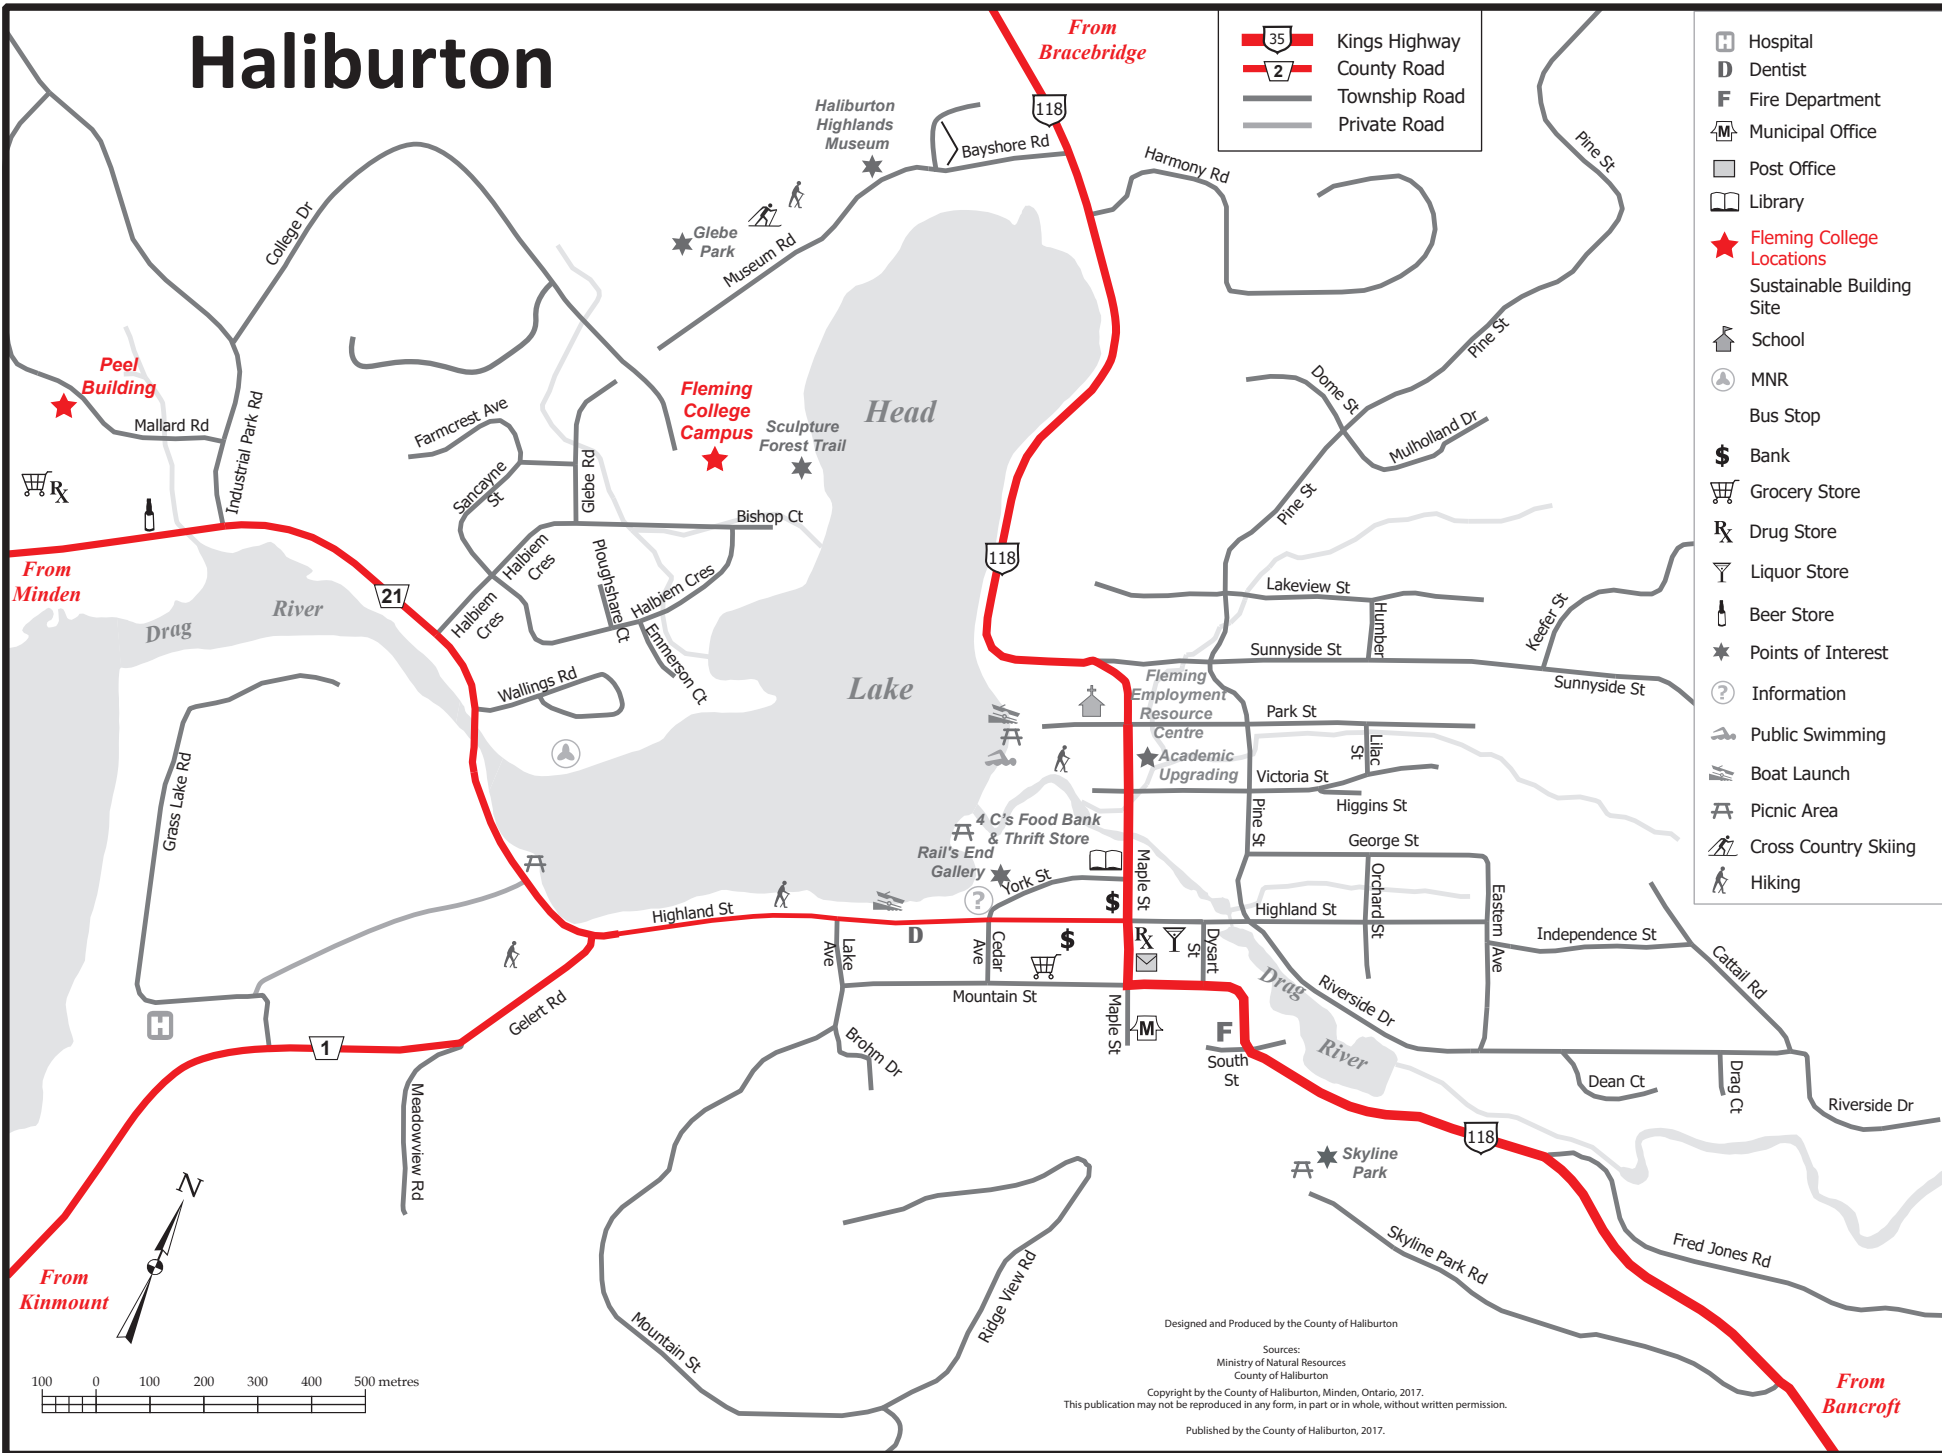 Haliburton
From
Bracebridge
118
35
Kings Highway
2
County Road
Township Road
Private Road
H
Hospital
D
Dentist
F
Fire Department
M
Municipal Office
Post Office
Library
Fleming College
Locations
Sustainable Building
Site
School
MNR
Bus Stop
$
Bank
Grocery Store
Rx
Drug Store
Liquor Store
Beer Store
Points of Interest
?
Information
Public Swimming
Boat Launch
Picnic Area
Cross Country Skiing
Hiking
Haliburton
Highlands
Museum
Bayshore Rd
Harmony Rd
Pine St
College Dr
Glebe
Park
Museum Rd
Pine St
Peel
Building
Mallard Rd
Industrial Park Rd
Farmcrest Ave
Sancayne
St
Glebe Rd
Fleming
College
Campus
Sculpture
Forest Trail
Head
Dome St
Mulholland Dr
Pine St
Rx
Bishop Ct
Halbiem
Cres
Ploughshare Ct
Halbiem Cres
Halbiem
Cres
Emmerson Ct
Wallings Rd
118
From
Minden
21
River
Drag
Lake
Lakeview St
Humber
Keefer St
Sunnyside St
Sunnyside St
Fleming
Employment
Resource
Centre
Academic
Upgrading
Park St
Lilac
St
Victoria St
Higgins St
Pine St
George St
Grass Lake Rd
4 C's Food Bank
& Thrift Store
Rail's End
Gallery
York St
?
Maple St
$
Highland St
Highland St
Orchard St
Eastern
Ave
Independence St
Cattail Rd
D
Lake
Ave
Cedar
Ave
$
Rx
Dysart
St
Mountain St
Maple St
M
F
South
St
Drag
River
Riverside Dr
Gelert Rd
H
1
Brohm Dr
Meadowview Rd
Dean Ct
Drag Ct
Riverside Dr
118
Skyline
Park
Skyline Park Rd
Fred Jones Rd
N
From
Kinmount
Mountain St
Ridge View Rd
From
Bancroft
100 0 100 200 300 400 500 metres
Designed and Produced by the County of Haliburton
Sources:
Ministry of Natural Resources
County of Haliburton
Copyright by the County of Haliburton, Minden, Ontario, 2017.
This publication may not be reproduced in any form, in part or in whole, without written permission.
Published by the County of Haliburton, 2017.